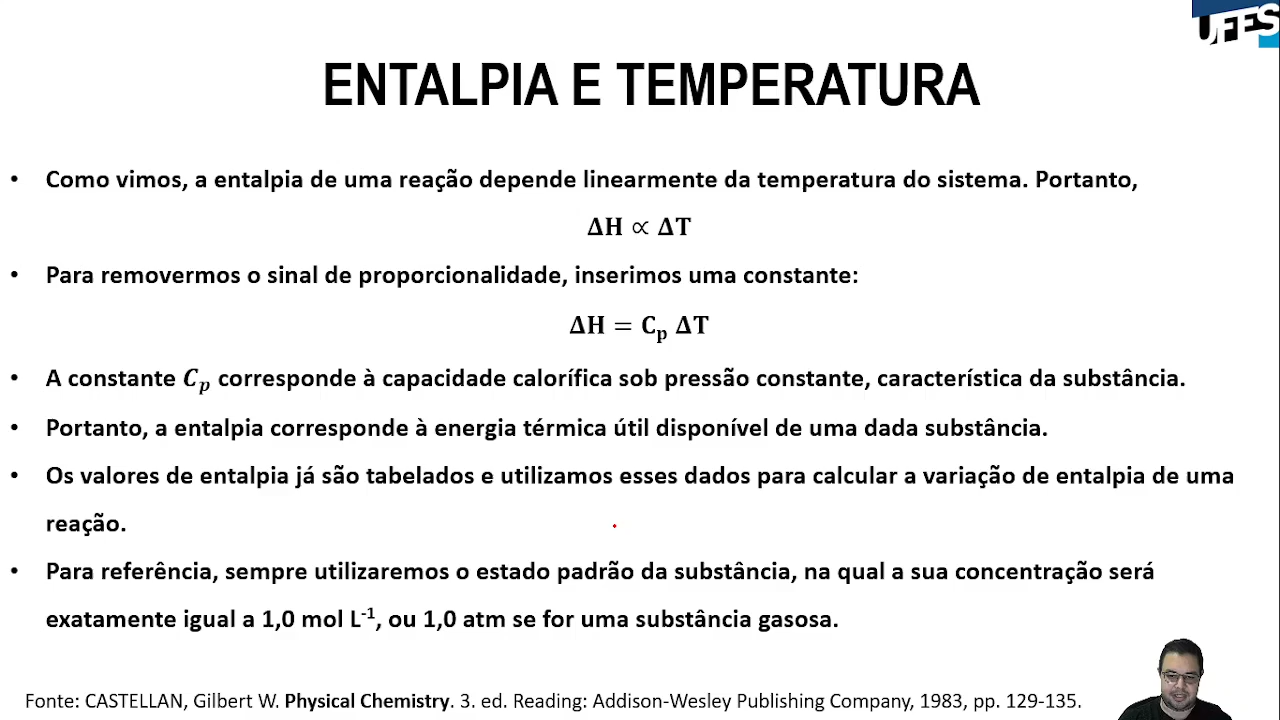 UFES
ENTALPIA E TEMPERATURA
• Como vimos, a entalpia de uma reação depende linearmente da temperatura do sistema. Portanto,
ΔH ∝ ΔT
• Para removermos o sinal de proporcionalidade, inserimos uma constante:
ΔH = Cₚ ΔT
• A constante Cₚ corresponde à capacidade calorífica sob pressão constante, característica da substância.
• Portanto, a entalpia corresponde à energia térmica útil disponível de uma dada substância.
• Os valores de entalpia já são tabelados e utilizamos esses dados para calcular a variação de entalpia de uma
reação.
• Para referência, sempre utilizaremos o estado padrão da substância, na qual a sua concentração será
exatamente igual a 1,0 mol L⁻¹, ou 1,0 atm se for uma substância gasosa.
Fonte: CASTELLAN, Gilbert W. Physical Chemistry. 3. ed. Reading: Addison-Wesley Publishing Company, 1983, pp. 129-135.